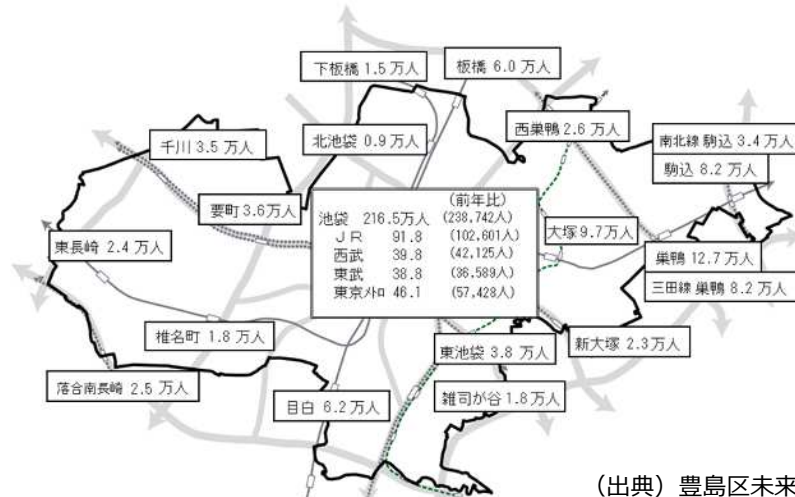 下板橋 1.5 万人
板橋 6.0 万人
北池袋 0.9 万人
西巣鴨 2.6 万人
南北線 駒込 3.4 万人
駒込 8.2 万人
千川 3.5 万人
要町 3.6万人
(前年比)
池袋 216.5万人 (238,742人)
JR 91.8 (102,601人)
西武 39.8 (42,125人)
東武 38.8 (36,589人)
東京メトロ 46.1 (57,428人)
大塚 9.7万人
東長崎 2.4 万人
巣鴨 12.7 万人
三田線 巣鴨 8.2 万人
椎名町 1.8 万人
東池袋 3.8 万人
新大塚 2.3 万人
落合南長崎 2.5 万人
目白 6.2 万人
雑司が谷 1.8 万人
（出典）豊島区未来